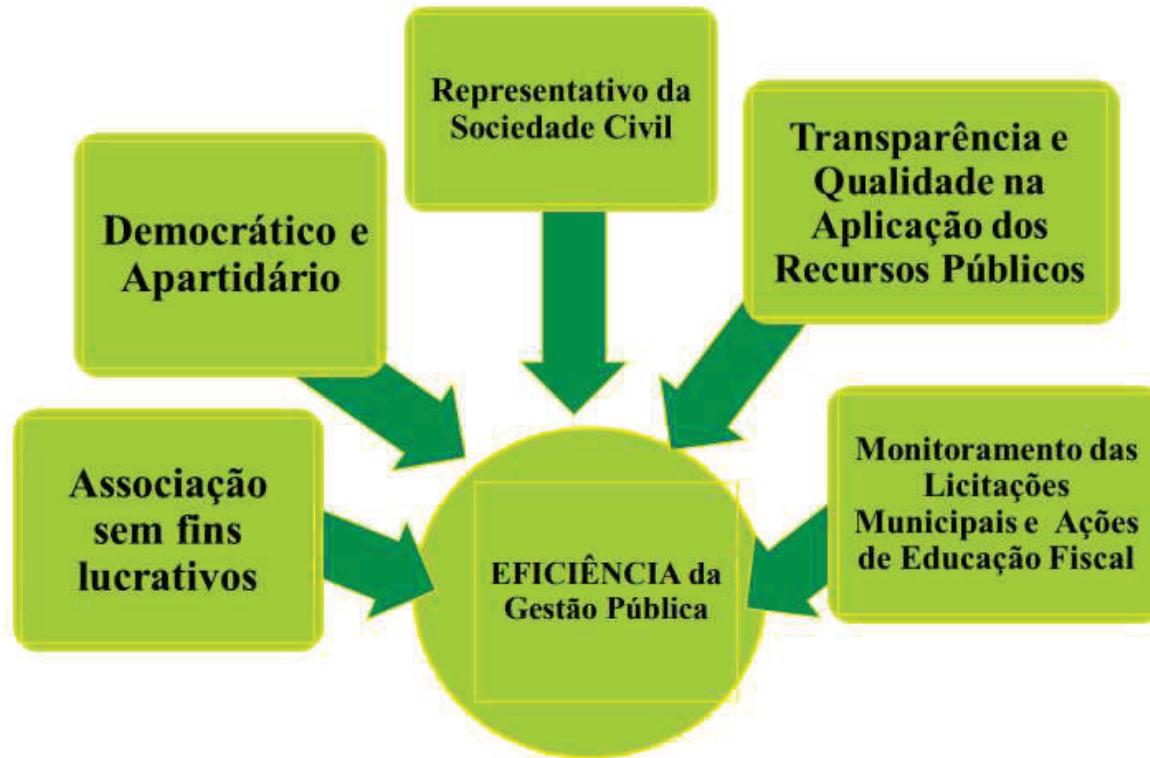 Representativo da
Sociedade Civil
Transparência e
Qualidade na
Aplicação dos
Recursos Públicos
Democrático e
Apartidário
Associação
sem fins
lucrativos
Monitoramento das
Licitações
Municipais e Ações
de Educação Fiscal
EFICIÊNCIA da
Gestão Pública